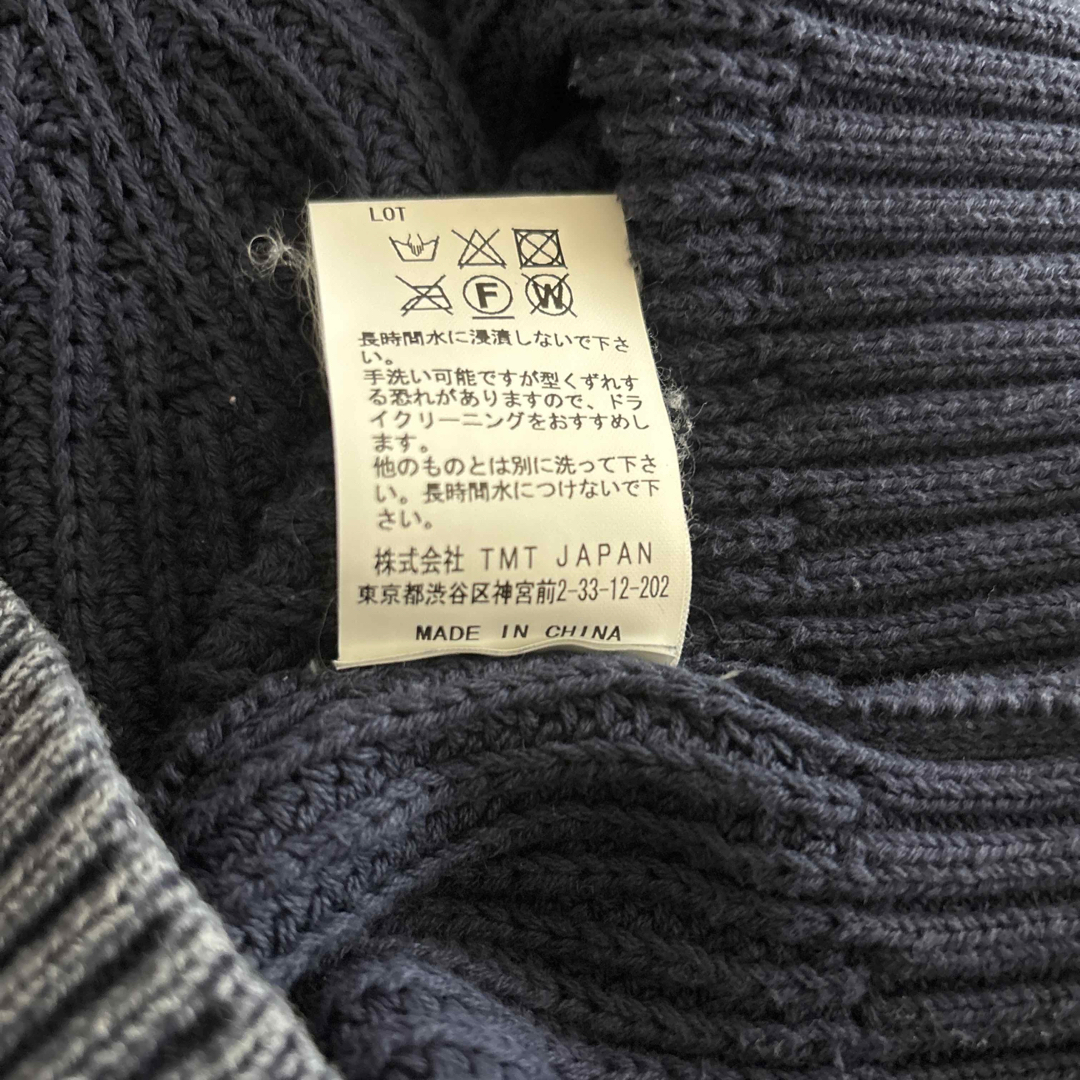 LOT
F W
長時間水に浸漬しないで下さ
い。
手洗い可能ですが型くずれす
る恐れがありますので、ドラ
イクリーニングをおすすめし
ます。
他のものとは別に洗って下さ
い。長時間水につけないで下
さい。
株式会社 TMT JAPAN
東京都渋谷区神宮前2-33-12-202
MADE IN CHINA